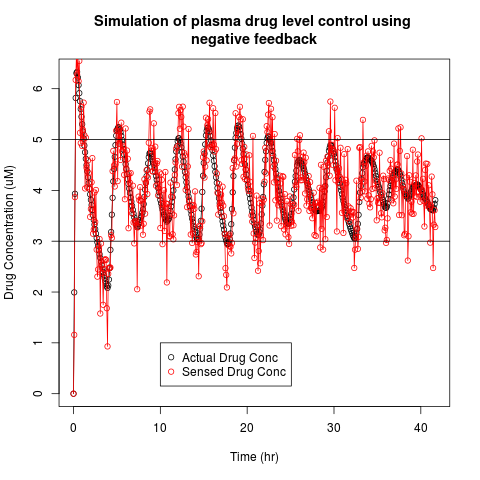 Simulation of plasma drug level control using
negative feedback
Drug Concentration (uM)
6
5
4
3
2
1
0
Actual Drug Conc
Sensed Drug Conc
0 10 20 30 40
Time (hr)